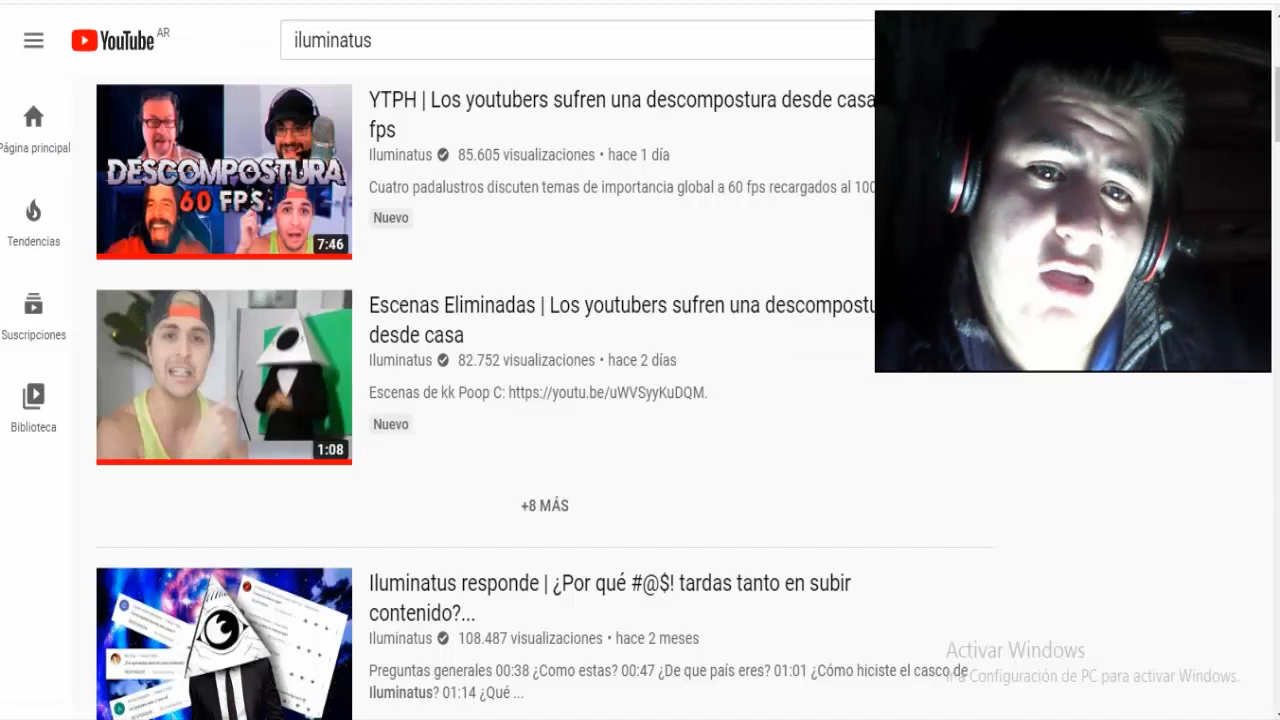 YouTube AR
iluminatus
Página principal
Tendencias
Suscripciones
Biblioteca
DESCOMPOSTURA
60 FPS
7:46
YTPH | Los youtubers sufren una descompostura desde casa
fps
Iluminatus 85.605 visualizaciones • hace 1 día
Cuatro padalustros discuten temas de importancia global a 60 fps recargados al 100
Nuevo
1:08
Escenas Eliminadas | Los youtubers sufren una descompostu
desde casa
Iluminatus 82.752 visualizaciones • hace 2 días
Escenas de kk Poop C: https://youtu.be/uWVSyyKuDQM.
Nuevo
+8 MÁS
Iluminatus responde | ¿Por qué #@$! tardas tanto en subir
contenido?...
Iluminatus 108.487 visualizaciones • hace 2 meses
Preguntas generales 00:38 ¿Como estas? 00:47 ¿De que país eres? 01:01 ¿Como hiciste el casco de
Iluminatus? 01:14 ¿Qué ...
Activar Windows
Configuración de PC para activar Windows.